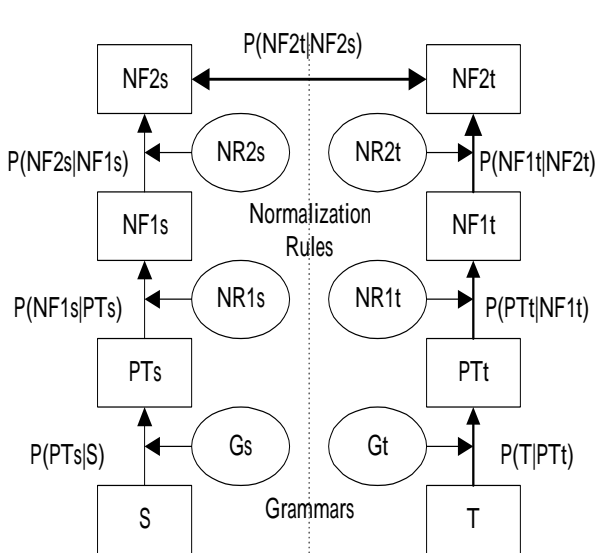 P(NF2t|NF2s)
NF2s
NF2t
NR2s
NR2t
P(NF2s|NF1s)
P(NF1t|NF2t)
NF1s
Normalization
Rules
NF1t
P(NF1s|PTs)
NR1s
NR1t
P(PTt|NF1t)
PTs
PTt
P(PTs|S)
Gs
Gt
P(T|PTt)
S
Grammars
T